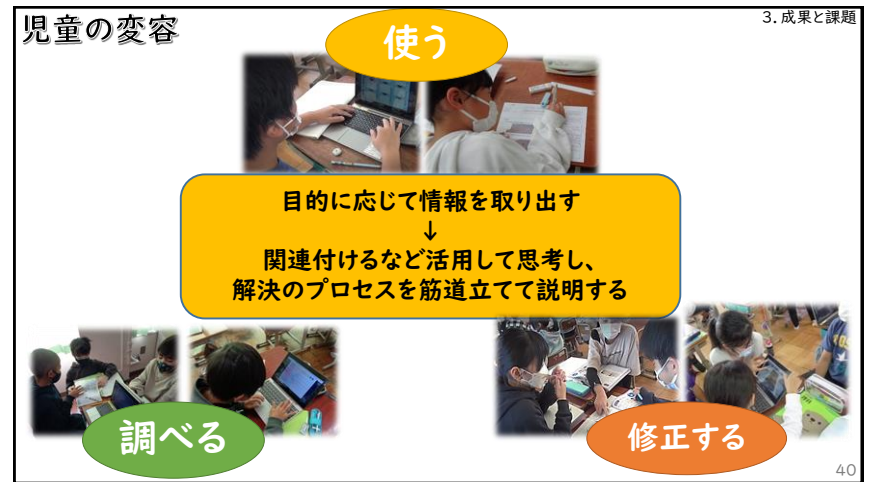 児童の変容
3.成果と課題
使う
目的に応じて情報を取り出す
↓
関連付けるなど活用して思考し、
解決のプロセスを筋道立てて説明する
調べる
修正する
40